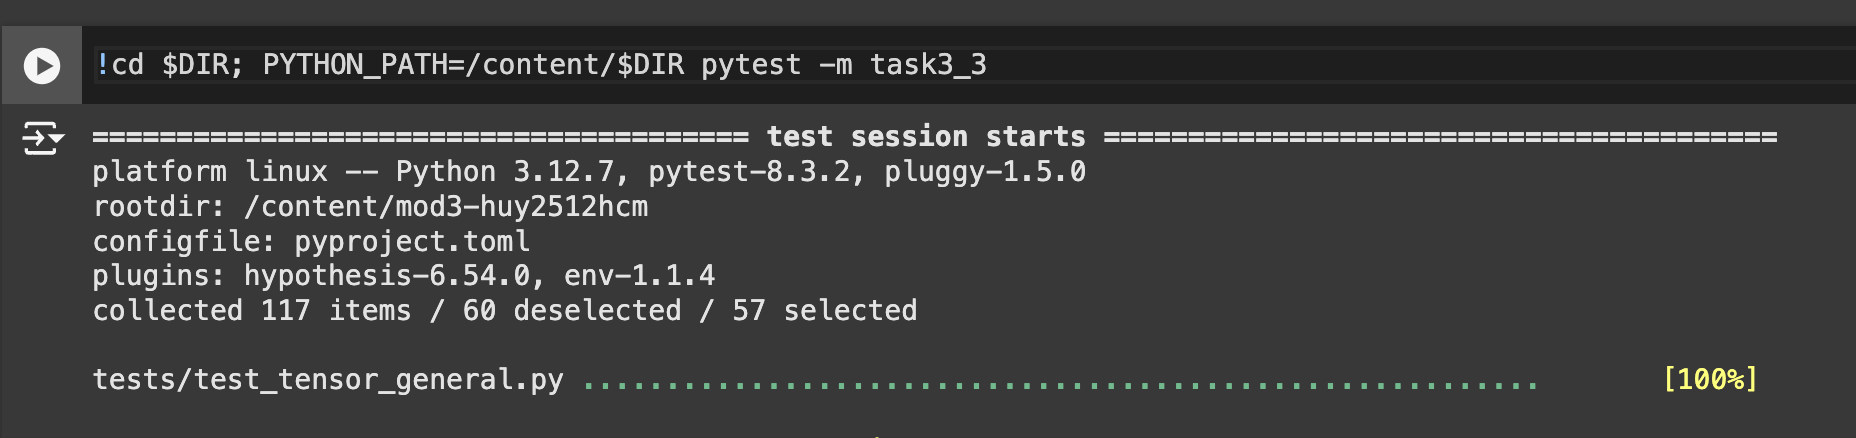 !cd $DIR; PYTHON_PATH=/content/$DIR pytest -m task3_3
======================================= test session starts ========================================
platform linux -- Python 3.12.7, pytest-8.3.2, pluggy-1.5.0
rootdir: /content/mod3-huy2512hcm
configfile: pyproject.toml
plugins: hypothesis-6.54.0, env-1.1.4
collected 117 items / 60 deselected / 57 selected
tests/test_tensor_general.py ......................................................... [100%]